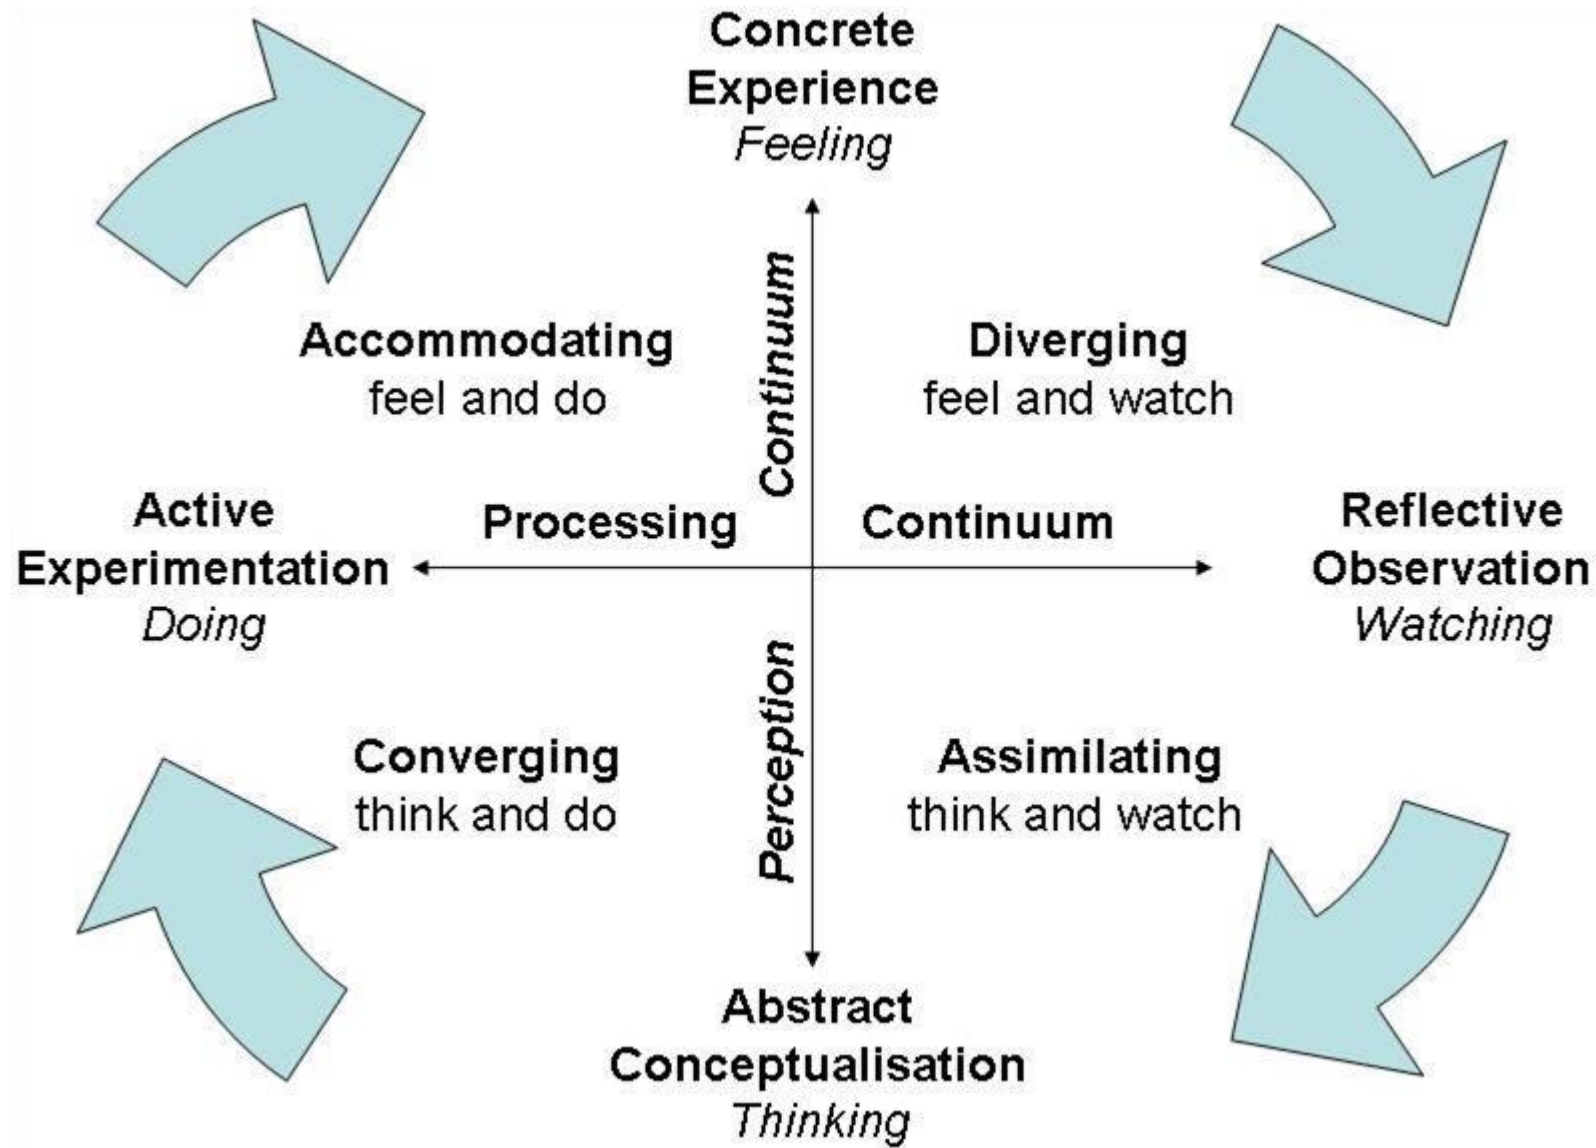 Concrete
Experience
Feeling
Accommodating
feel and do
Continuum
Diverging
feel and watch
Active
Experimentation
Doing
Processing
Continuum
Reflective
Observation
Watching
Converging
think and do
Perception
Assimilating
think and watch
Abstract
Conceptualisation
Thinking